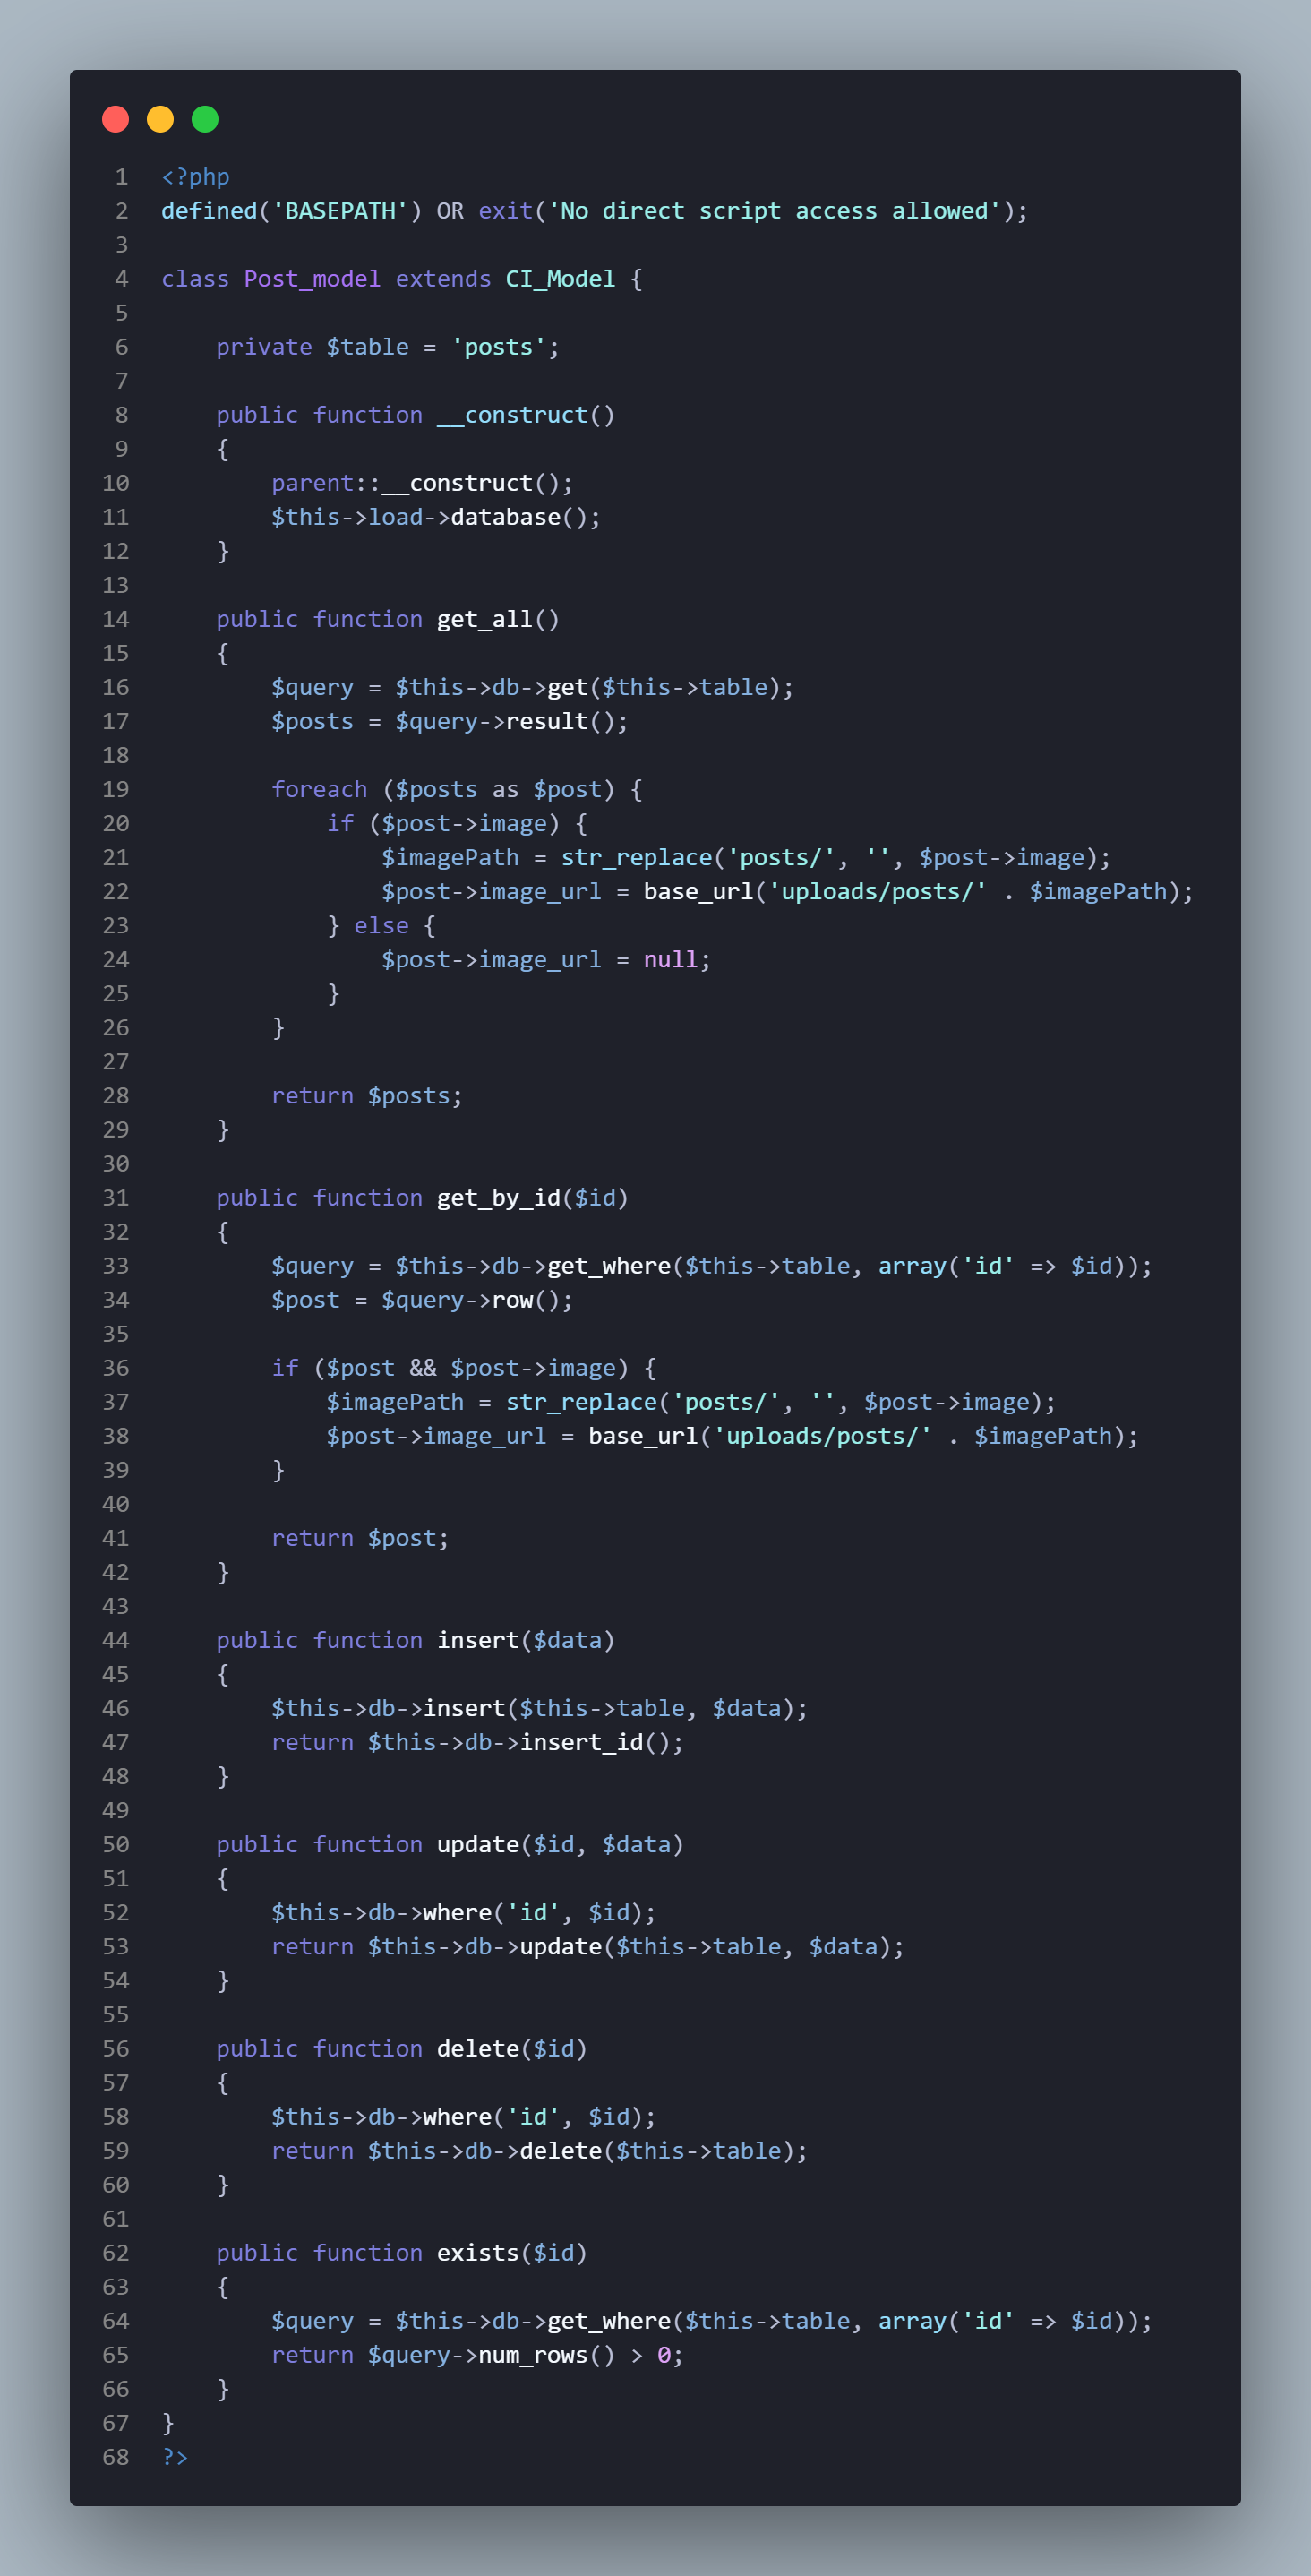 1 <?php
2 defined('BASEPATH') OR exit('No direct script access allowed');
3
4 class Post_model extends CI_Model {
5
6     private $table = 'posts';
7
8     public function __construct()
9     {
10         parent::__construct();
11         $this->load->database();
12     }
13
14     public function get_all()
15     {
16         $query = $this->db->get($this->table);
17         $posts = $query->result();
18
19         foreach ($posts as $post) {
20             if ($post->image) {
21                 $imagePath = str_replace('posts/', '', $post->image);
22                 $post->image_url = base_url('uploads/posts/' . $imagePath);
23             } else {
24                 $post->image_url = null;
25             }
26         }
27
28         return $posts;
29     }
30
31     public function get_by_id($id)
32     {
33         $query = $this->db->get_where($this->table, array('id' => $id));
34         $post = $query->row();
35
36         if ($post && $post->image) {
37             $imagePath = str_replace('posts/', '', $post->image);
38             $post->image_url = base_url('uploads/posts/' . $imagePath);
39         }
40
41         return $post;
42     }
43
44     public function insert($data)
45     {
46         $this->db->insert($this->table, $data);
47         return $this->db->insert_id();
48     }
49
50     public function update($id, $data)
51     {
52         $this->db->where('id', $id);
53         return $this->db->update($this->table, $data);
54     }
55
56     public function delete($id)
57     {
58         $this->db->where('id', $id);
59         return $this->db->delete($this->table);
60     }
61
62     public function exists($id)
63     {
64         $query = $this->db->get_where($this->table, array('id' => $id));
65         return $query->num_rows() > 0;
66     }
67 }
68 ?>